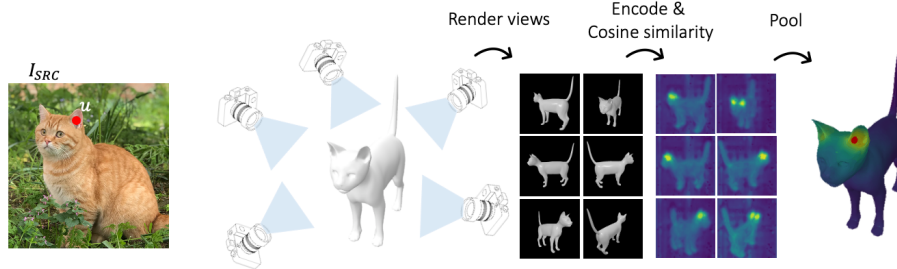 Render views
Encode &
Cosine similarity
Pool
I_SRC
u